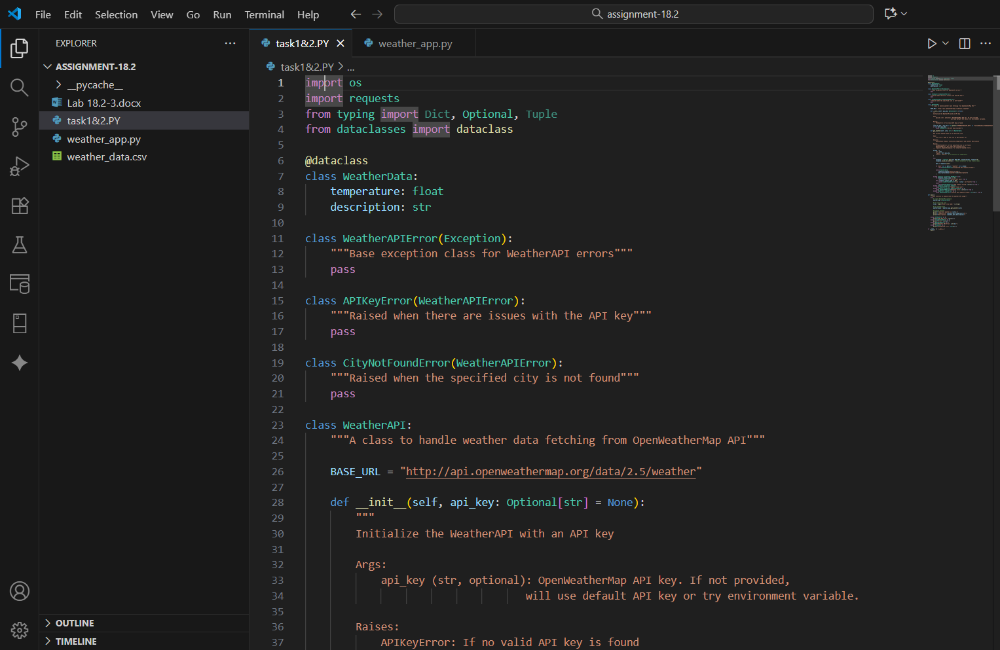 File Edit Selection View Go Run Terminal Help
assignment-18.2
EXPLORER
ASSIGNMENT-18.2
__pycache__
Lab 18.2-3.docx
task1&2.PY
weather_app.py
weather_data.csv
OUTLINE
TIMELINE
task1&2.PY
weather_app.py
task1&2.PY > ...
1 import os
2 import requests
3 from typing import Dict, Optional, Tuple
4 from dataclasses import dataclass
5
6 @dataclass
7 class WeatherData:
8 temperature: float
9 description: str
10
11 class WeatherAPIError(Exception):
12 """Base exception class for WeatherAPI errors"""
13 pass
14
15 class APIKeyError(WeatherAPIError):
16 """Raised when there are issues with the API key"""
17 pass
18
19 class CityNotFoundError(WeatherAPIError):
20 """Raised when the specified city is not found"""
21 pass
22
23 class WeatherAPI:
24 """A class to handle weather data fetching from OpenWeatherMap API"""
25
26 BASE_URL = "http://api.openweathermap.org/data/2.5/weather"
27
28 def __init__(self, api_key: Optional[str] = None):
29 """
30 Initialize the WeatherAPI with an API key
31
32 Args:
33 api_key (str, optional): OpenWeatherMap API key. If not provided,
34 will use default API key or try environment variable.
35
36 Raises:
37 APIKeyError: If no valid API key is found